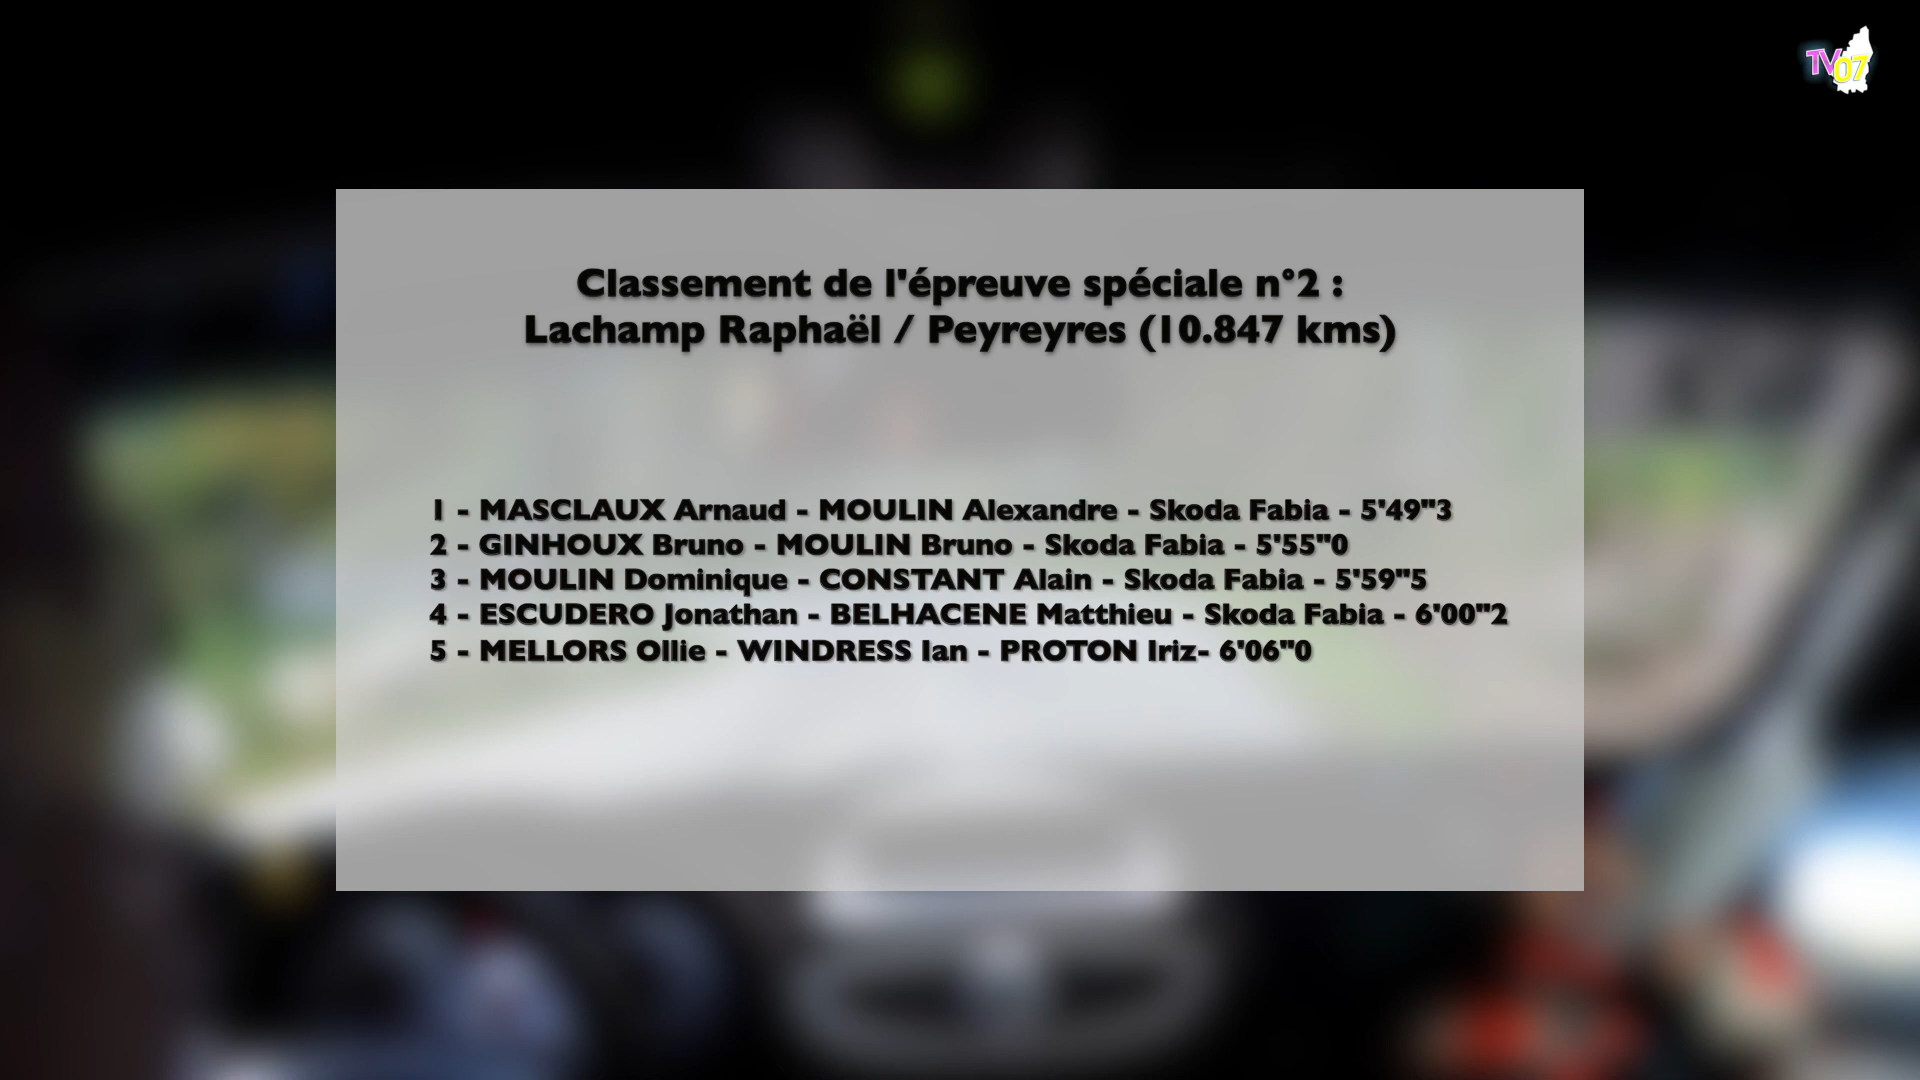 TV07
Classement de l'épreuve spéciale n°2 :
Lachamp Raphaël / Peyreyres (10.847 kms)
1 - MASCLAUX Arnaud - MOULIN Alexandre - Skoda Fabia - 5'49"3
2 - GINHOUX Bruno - MOULIN Bruno - Skoda Fabia - 5'55"0
3 - MOULIN Dominique - CONSTANT Alain - Skoda Fabia - 5'59"5
4 - ESCUDERO Jonathan - BELHACENE Matthieu - Skoda Fabia - 6'00"2
5 - MELLORS Ollie - WINDRESS Ian - PROTON Iriz- 6'06"0